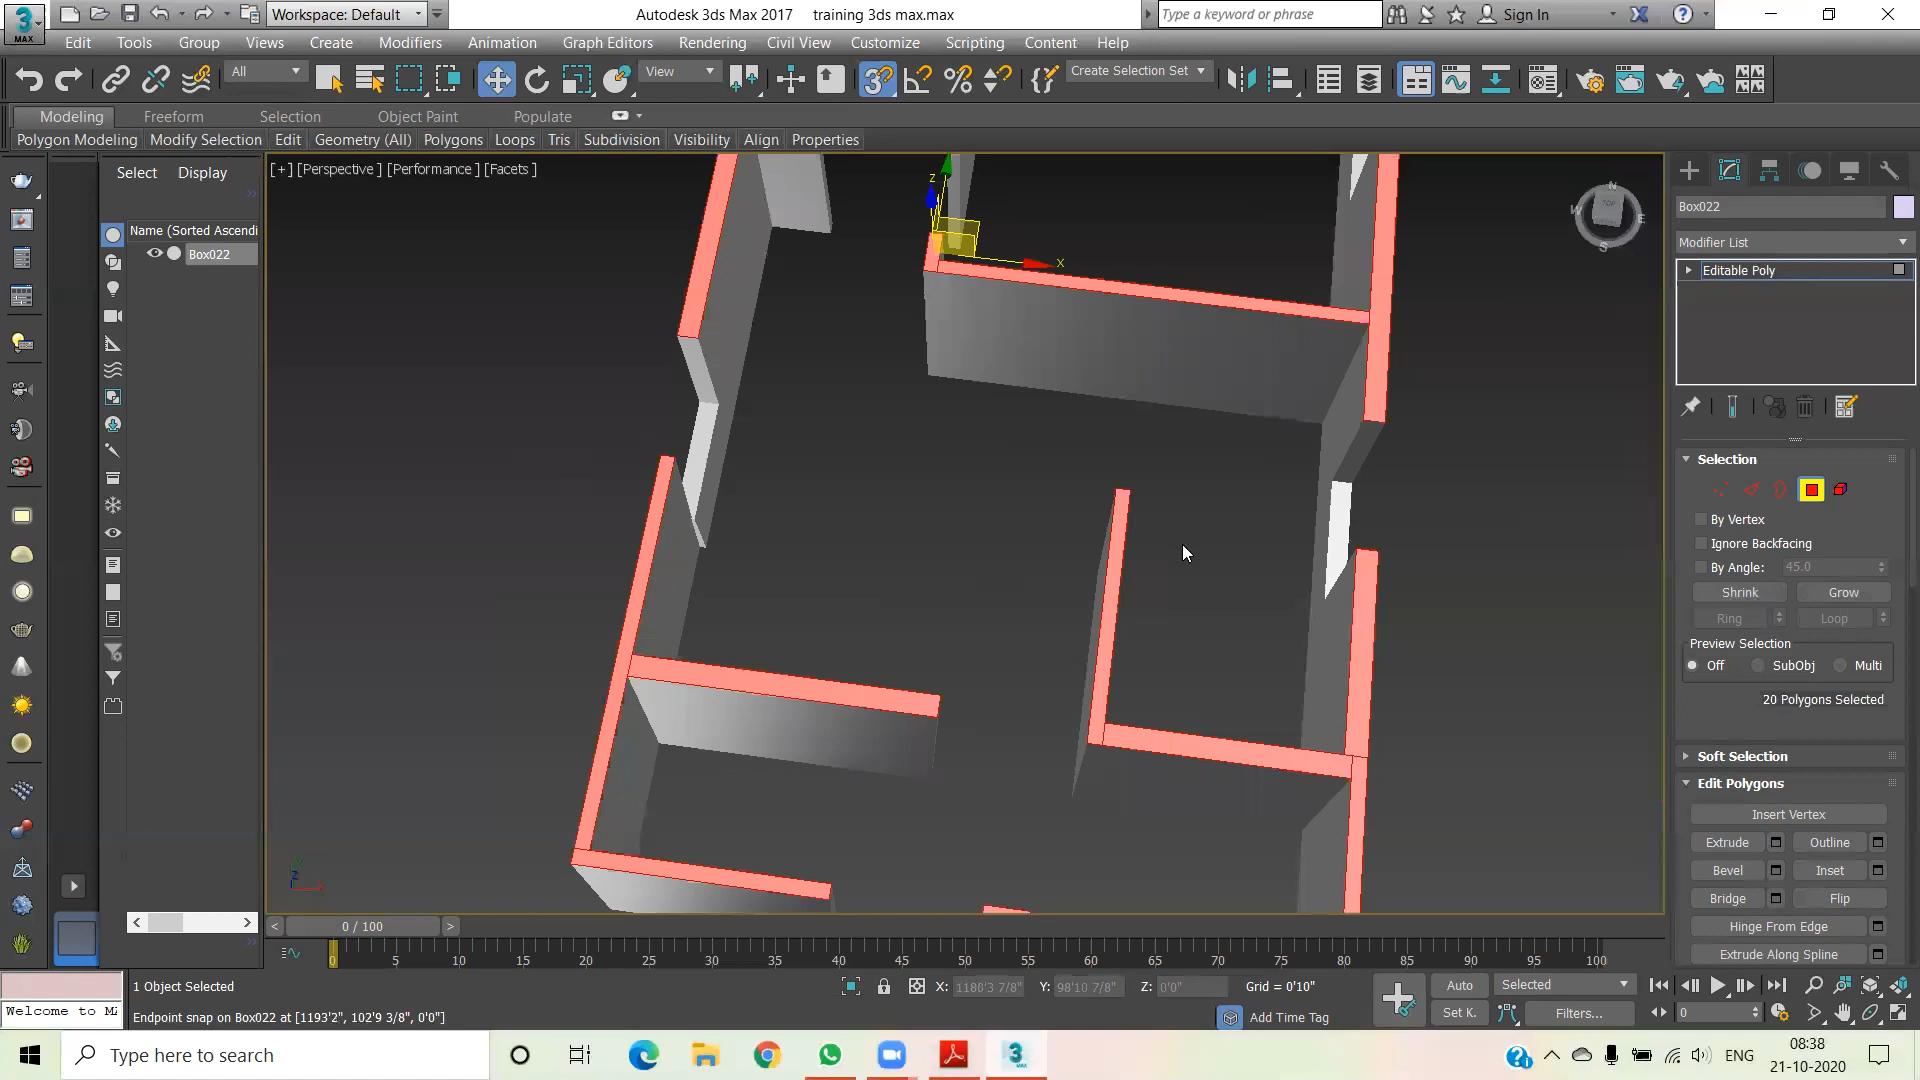 3 MAX
Workspace: Default
Autodesk 3ds Max 2017 training 3ds max.max
Type a keyword or phrase
Sign In
Edit Tools Group Views Create Modifiers Animation Graph Editors Rendering Civil View Customize Scripting Content Help
All
View
Create Selection Set
Modeling Freeform Selection Object Paint Populate
Polygon Modeling Modify Selection Edit Geometry (All) Polygons Loops Tris Subdivision Visibility Align Properties
Select Display
[+] [Perspective] [Performance] [Facets]
Name (Sorted Ascendi
Box022
z
x
N
W TOP E
S
Box022
Modifier List
Editable Poly
Selection
By Vertex
Ignore Backfacing
By Angle: 45.0
Shrink Grow
Ring Loop
Preview Selection
Off SubObj Multi
20 Polygons Selected
Soft Selection
Edit Polygons
Insert Vertex
Extrude Outline
Bevel Inset
Bridge Flip
Hinge From Edge
Extrude Along Spline
0 / 100
0 5 10 15 20 25 30 35 40 45 50 55 60 65 70 75 80 85 90 95 100
1 Object Selected
X: 1186'3 7/8" Y: 98'10 7/8" Z: 0'0" Grid = 0'10"
Auto Selected
Welcome to MA
Endpoint snap on Box022 at [1193'2", 102'9 3/8", 0'0"]
Add Time Tag
Set K. Filters...
0
Type here to search
ENG
08:38
21-10-2020